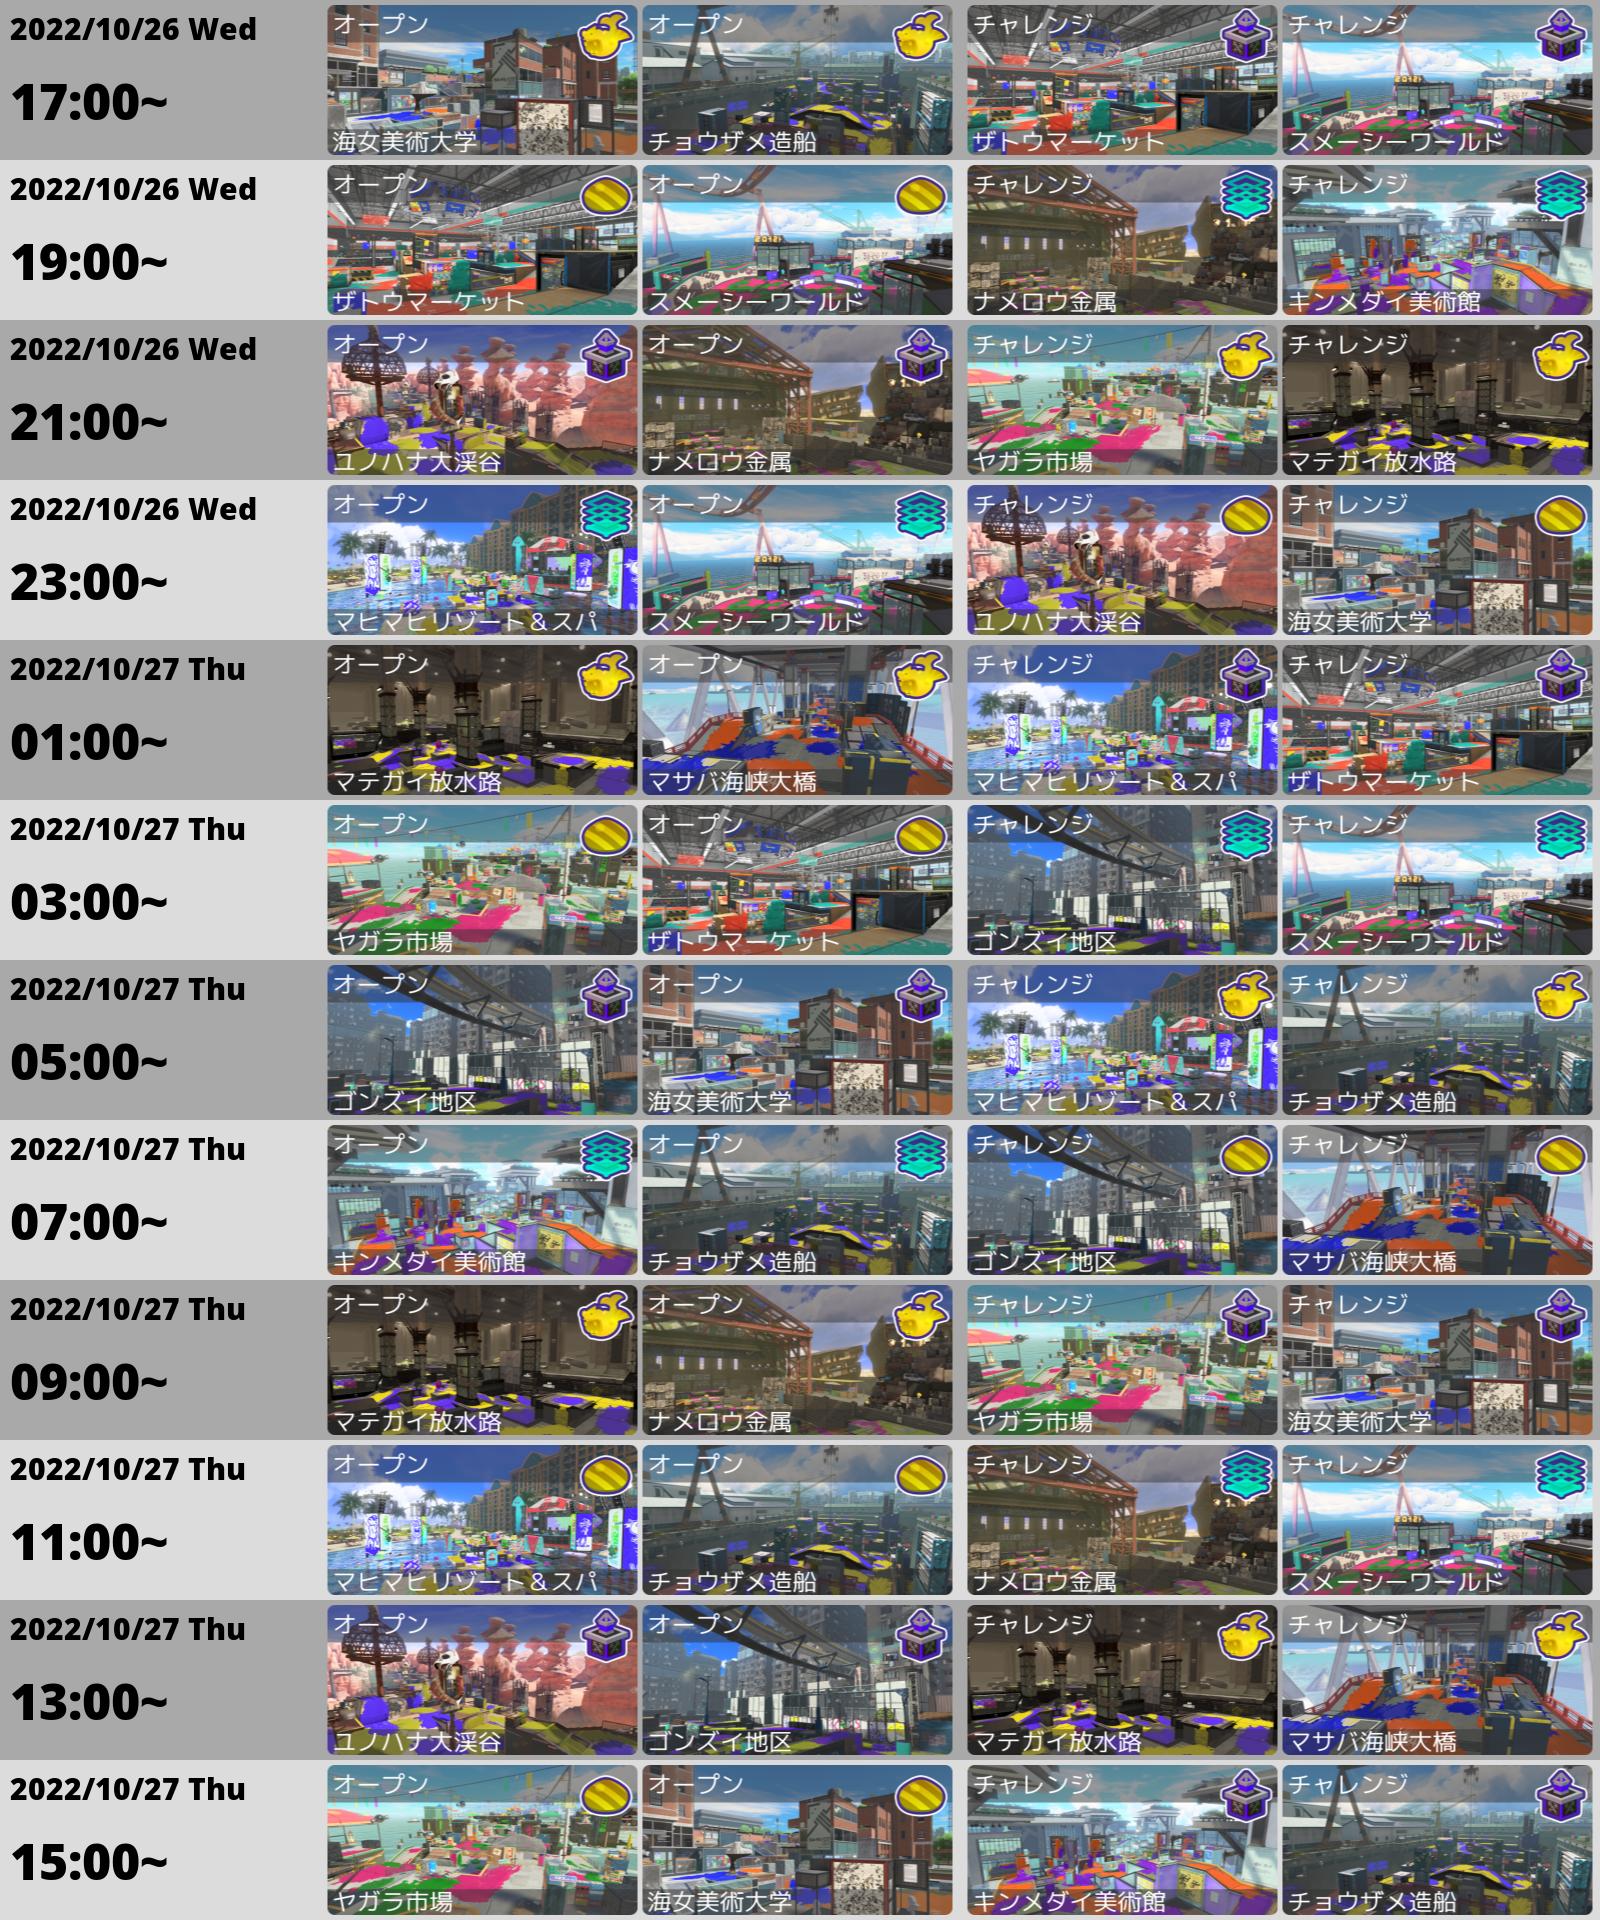 2022/10/26 Wed
17:00~
オープン
海女美術大学
オープン
チョウザメ造船
チャレンジ
ザトウマーケット
チャレンジ
スメーシーワールド
2022/10/26 Wed
19:00~
オープン
ザトウマーケット
オープン
スメーシーワールド
チャレンジ
ナメロウ金属
チャレンジ
キンメダイ美術館
2022/10/26 Wed
21:00~
オープン
ユノハナ大渓谷
オープン
ナメロウ金属
チャレンジ
ヤガラ市場
チャレンジ
マテガイ放水路
2022/10/26 Wed
23:00~
オープン
マヒマヒリゾート＆スパ
オープン
スメーシーワールド
チャレンジ
ユノハナ大渓谷
チャレンジ
海女美術大学
2022/10/27 Thu
01:00~
オープン
マテガイ放水路
オープン
マサバ海峡大橋
チャレンジ
マヒマヒリゾート＆スパ
チャレンジ
ザトウマーケット
2022/10/27 Thu
03:00~
オープン
ヤガラ市場
オープン
ザトウマーケット
チャレンジ
ゴンズイ地区
チャレンジ
スメーシーワールド
2022/10/27 Thu
05:00~
オープン
ゴンズイ地区
オープン
海女美術大学
チャレンジ
マヒマヒリゾート＆スパ
チャレンジ
チョウザメ造船
2022/10/27 Thu
07:00~
オープン
キンメダイ美術館
オープン
チョウザメ造船
チャレンジ
ゴンズイ地区
チャレンジ
マサバ海峡大橋
2022/10/27 Thu
09:00~
オープン
マテガイ放水路
オープン
ナメロウ金属
チャレンジ
ヤガラ市場
チャレンジ
海女美術大学
2022/10/27 Thu
11:00~
オープン
マヒマヒリゾート＆スパ
オープン
チョウザメ造船
チャレンジ
ナメロウ金属
チャレンジ
スメーシーワールド
2022/10/27 Thu
13:00~
オープン
ユノハナ大渓谷
オープン
ゴンズイ地区
チャレンジ
マテガイ放水路
チャレンジ
マサバ海峡大橋
2022/10/27 Thu
15:00~
オープン
ヤガラ市場
オープン
海女美術大学
チャレンジ
キンメダイ美術館
チャレンジ
チョウザメ造船